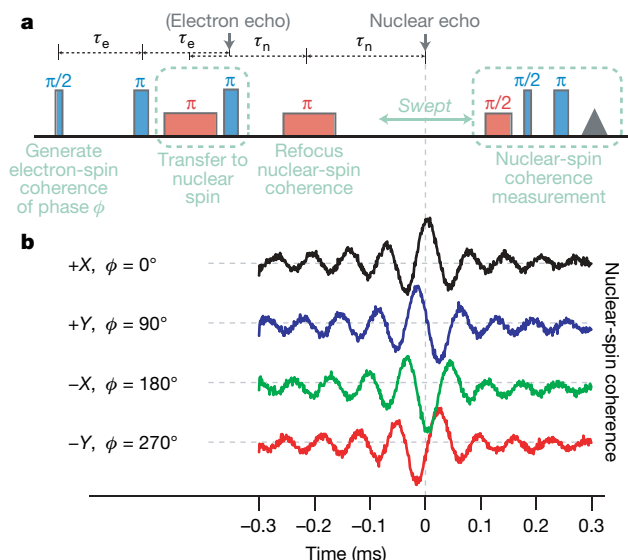 a
(Electron echo)
Nuclear echo
τe
τe
τn
τn
π/2
π
π
π
π
π/2
π/2
π
Swept
Generate
electron-spin
coherence
of phase ϕ
Transfer to
nuclear
spin
Refocus
nuclear-spin
coherence
Nuclear-spin
coherence
measurement
b
+X, ϕ = 0°
+Y, ϕ = 90°
−X, ϕ = 180°
−Y, ϕ = 270°
Nuclear-spin coherence
−0.3
−0.2
−0.1
0
0.1
0.2
0.3
Time (ms)